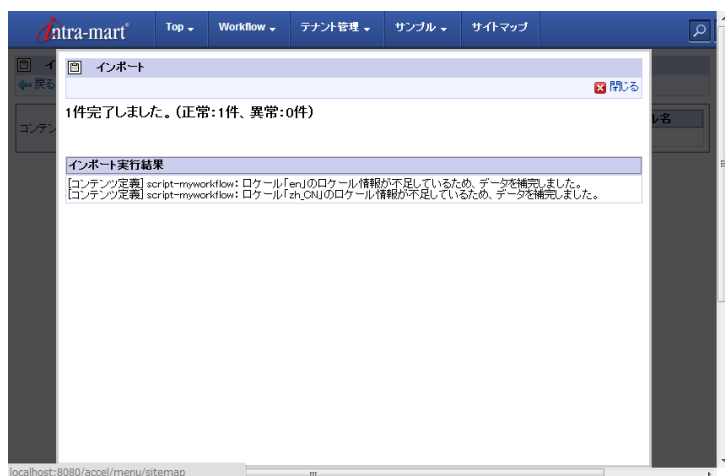 intra-mart Top Workflow テナント管理 サンプル サイトマップ
インポート
戻る
閉じる
1件完了しました。(正常:1件、異常:0件)
コンテン
ル名
インポート実行結果
[コンテンツ定義] script-myworkflow: ロケール「en」のロケール情報が不足しているため、データを補完しました。
[コンテンツ定義] script-myworkflow: ロケール「zh_CN」のロケール情報が不足しているため、データを補完しました。
localhost:8080/accel/menu/sitemap